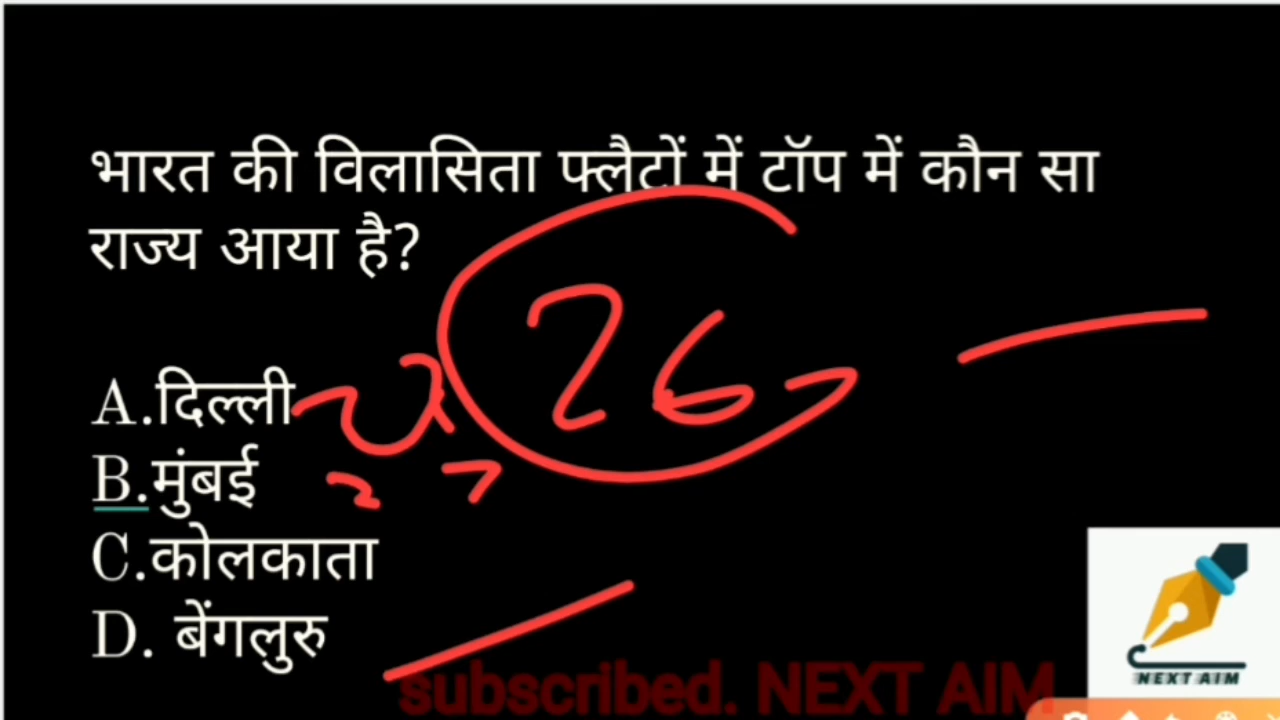 भारत की विलासिता फ्लैटों में टॉप में कौन सा
राज्य आया है?
26
A.दिल्ली
B.मुंबई
C.कोलकाता
D. बेंगलुरु
subscribed. NEXT AIM
NEXT AIM